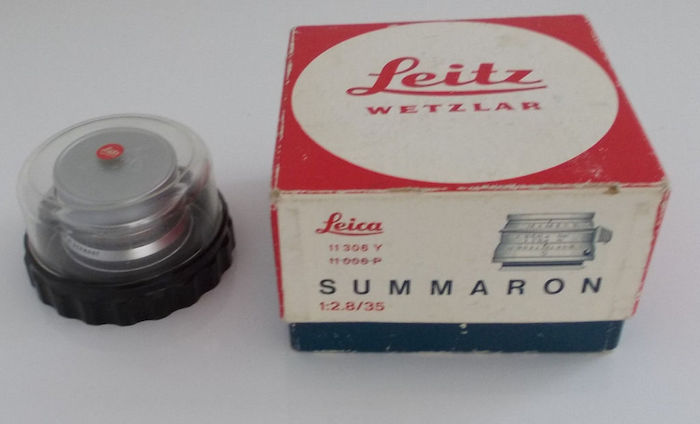 Leitz
WETZLAR
Leica
11 306 Y
11 006 P
SUMMARON
1:2.8/35